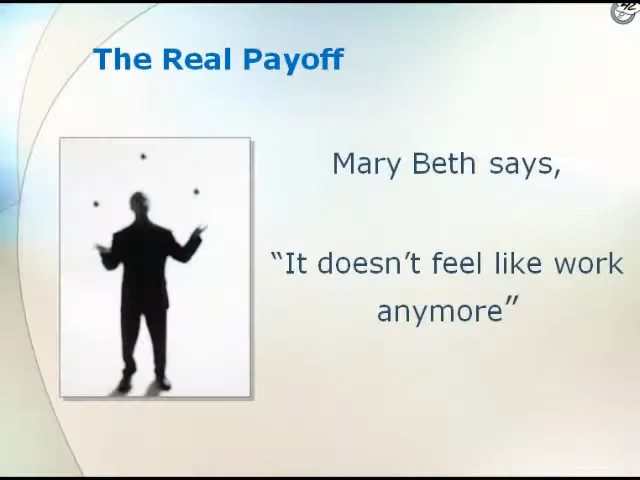 The Real Payoff
Mary Beth says,
“It doesn’t feel like work
anymore”